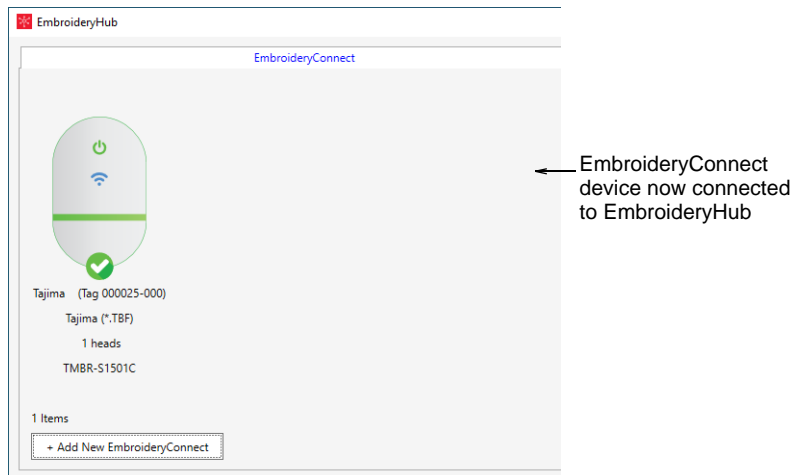 EmbroideryHub
EmbroideryConnect
EmbroideryConnect
device now connected
to EmbroideryHub
Tajima (Tag 000025-000)
Tajima (*.TBF)
1 heads
TMBR-S1501C
1 Items
+ Add New EmbroideryConnect